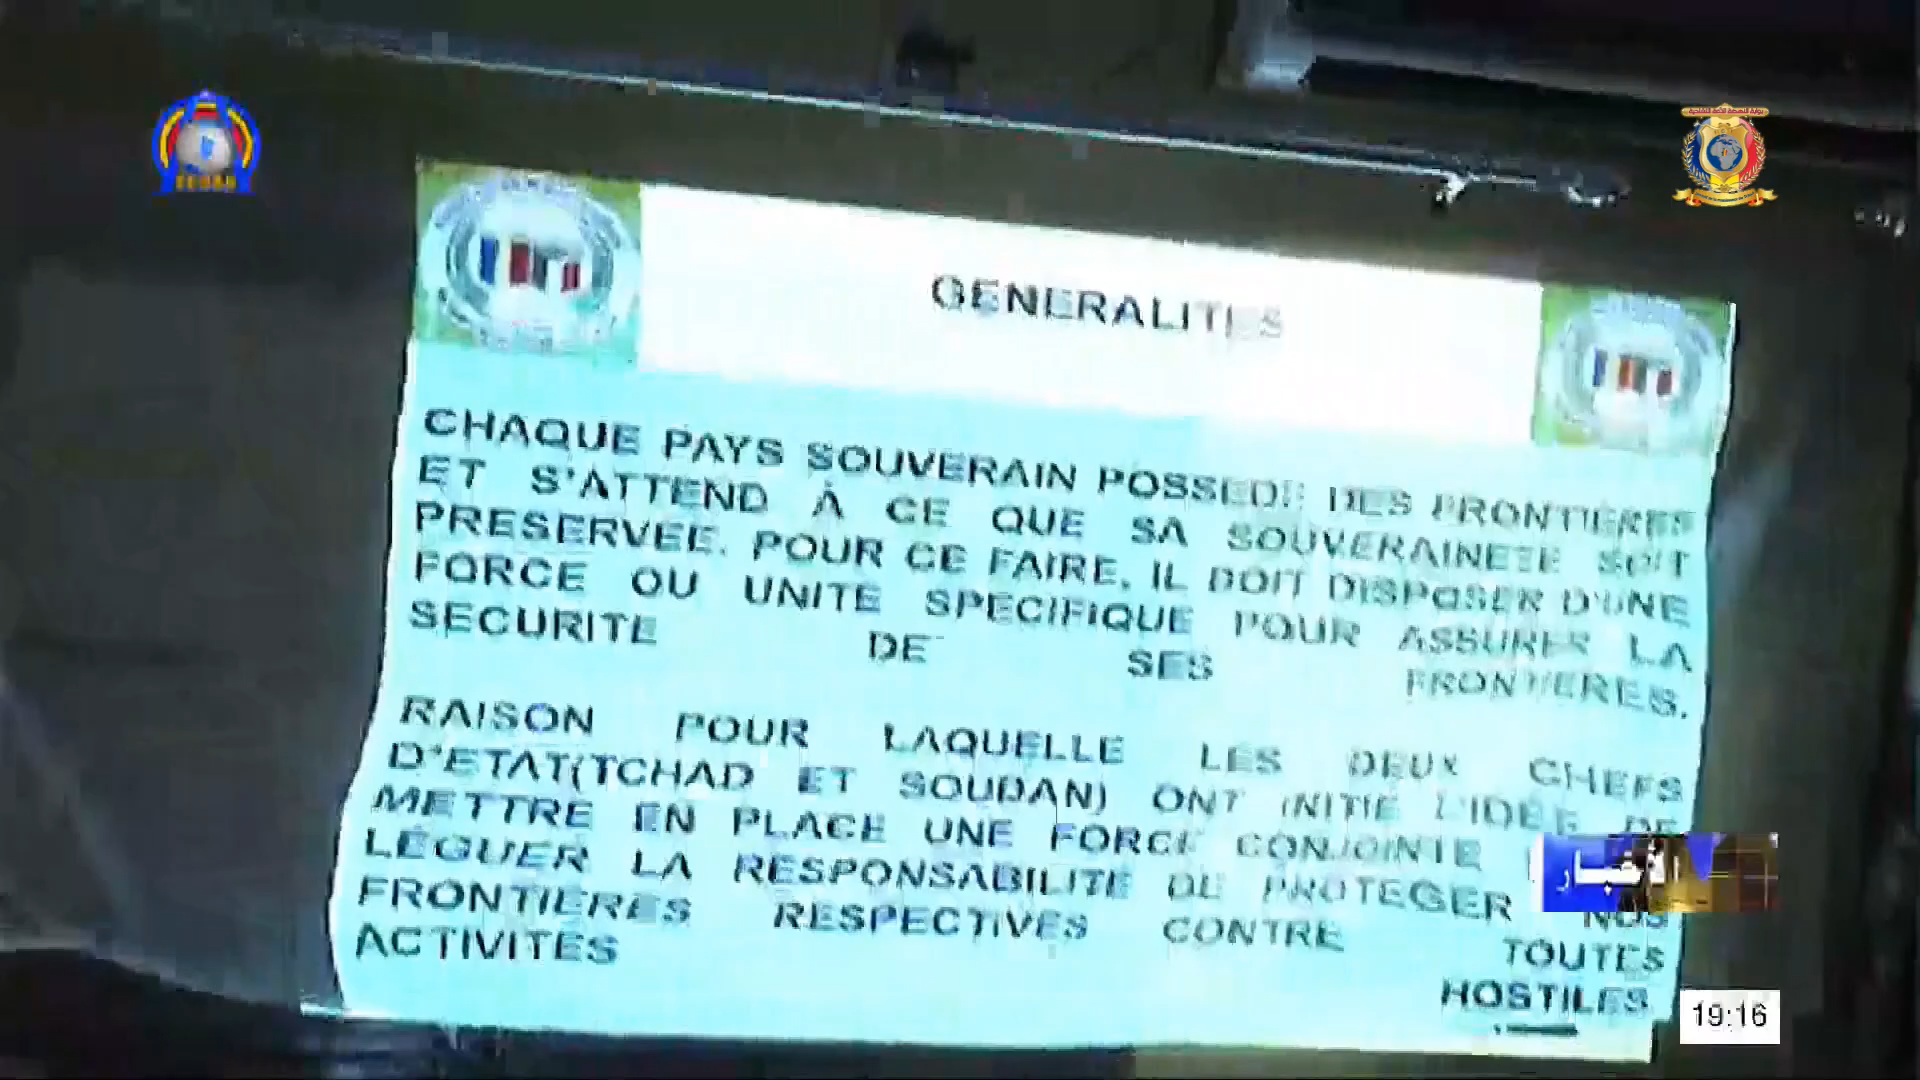 GENERALITES
CHAQUE PAYS SOUVERAIN POSSEDE DES FRONTIERES
ET S'ATTEND À CE QUE SA SOUVERAINETE SOIT
PRESERVEE. POUR CE FAIRE, IL DOIT DISPOSER D'UNE
FORCE OU UNITE SPECIFIQUE POUR ASSURER LA
SECURITE DE SES FRONTIERES.
RAISON POUR LAQUELLE LES DEUX CHEFS
D'ETAT(TCHAD ET SOUDAN) ONT INITIE L'IDEE DE
METTRE EN PLACE UNE FORCE CONJOINTE
LEGUER LA RESPONSABILITE DE PROTEGER NOS
FRONTIERES RESPECTIVES CONTRE TOUTES
ACTIVITES HOSTILES
الأخبار
19:16